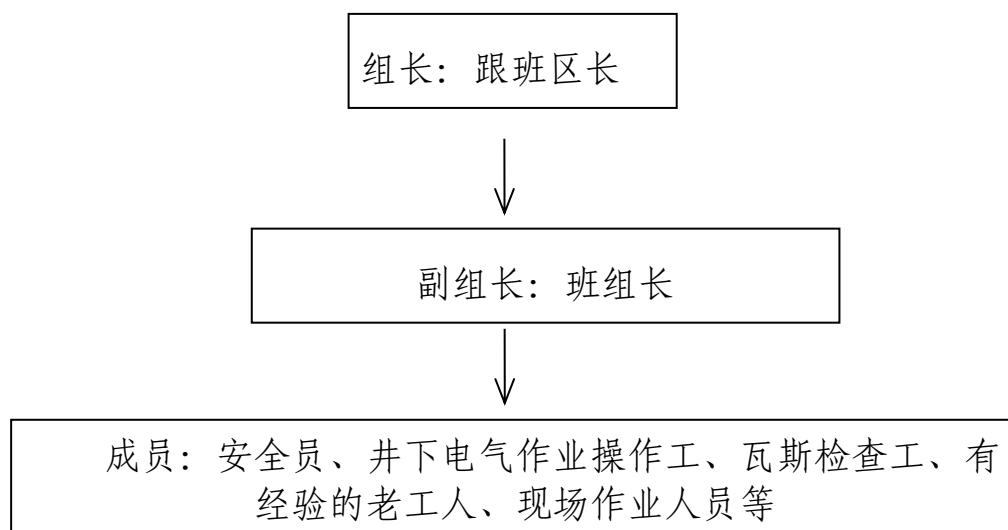 组长：跟班区长
副组长：班组长
成员：安全员、井下电气作业操作工、瓦斯检查工、有
经验的老工人、现场作业人员等